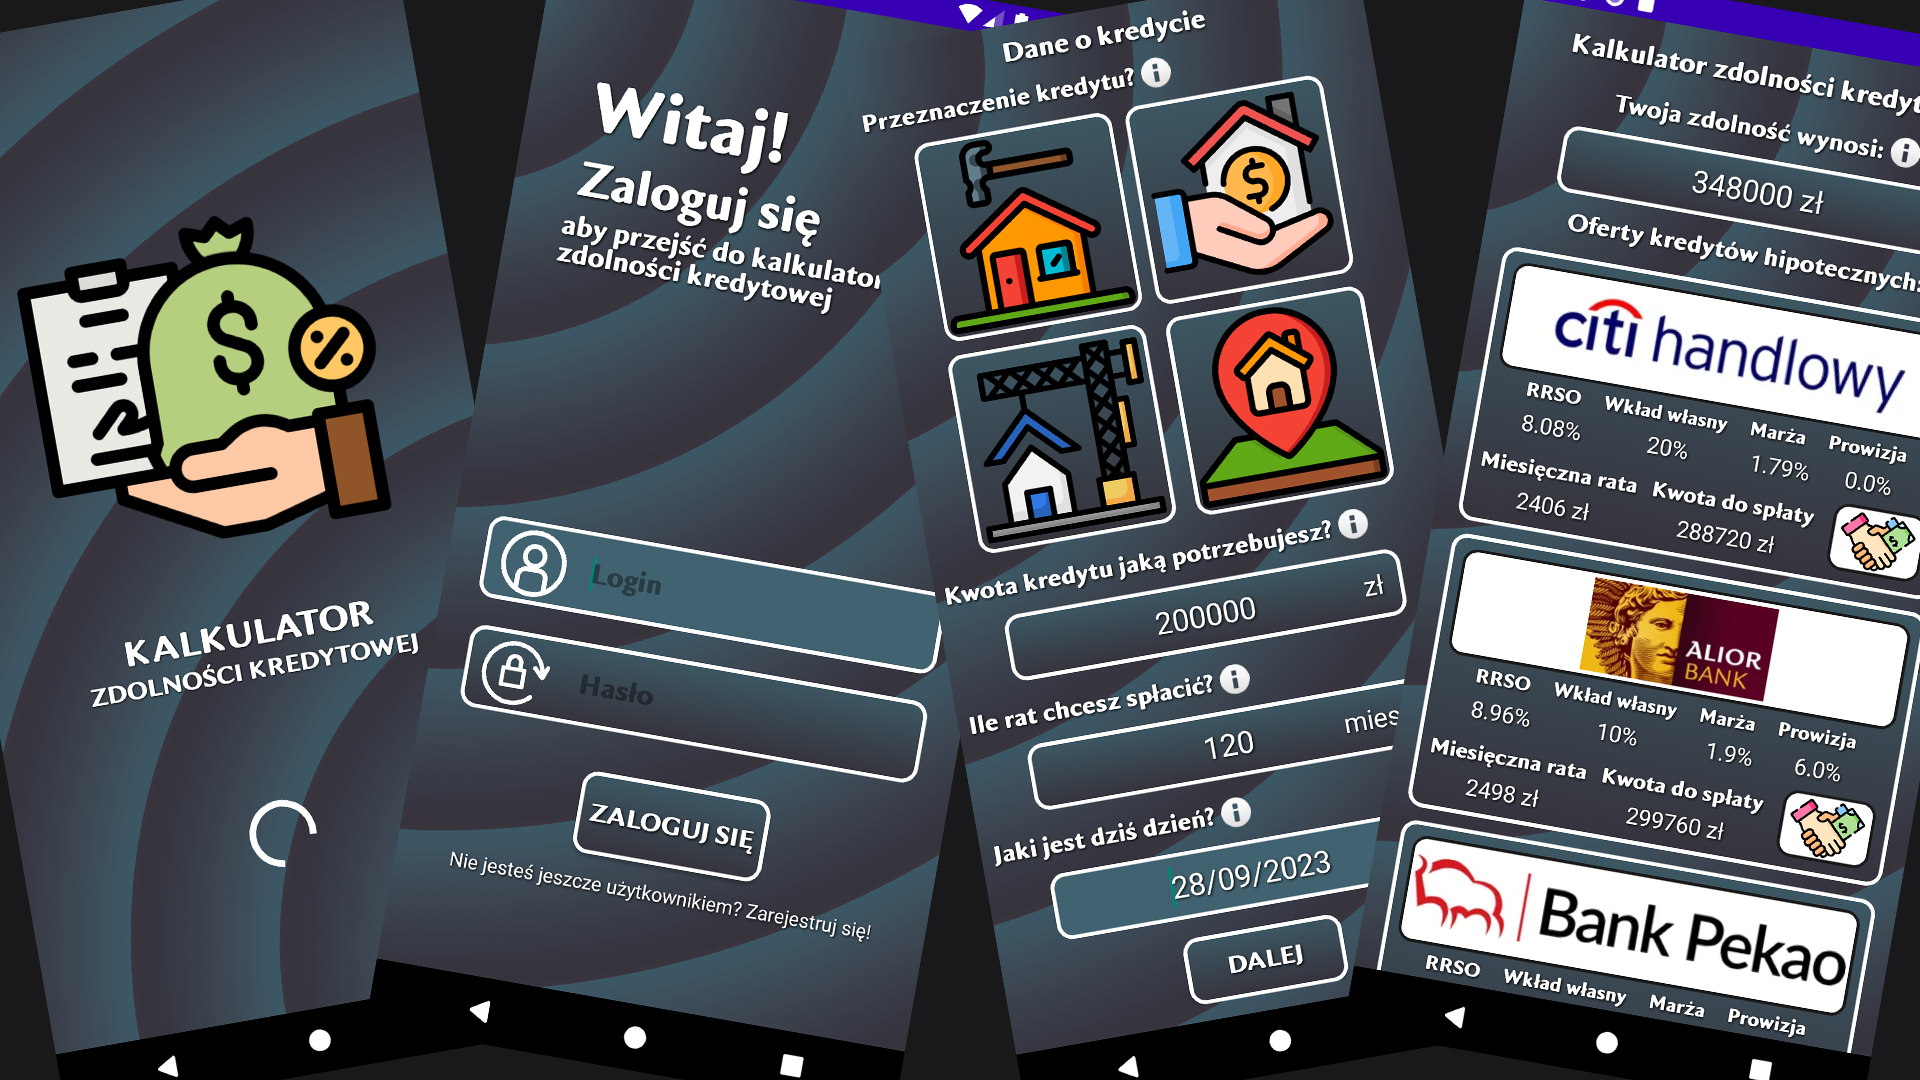 KALKULATOR
ZDOLNOŚCI KREDYTOWEJ
Witaj!
Zaloguj się
aby przejść do kalkulator
zdolności kredytowej
Login
Hasło
ZALOGUJ SIĘ
Nie jesteś jeszcze użytkownikiem? Zarejestruj się!
Dane o kredycie
Przeznaczenie kredytu?
Kwota kredytu jaką potrzebujesz?
200000 zł
Ile rat chcesz spłacić?
120 mies
Jaki jest dziś dzień?
28/09/2023
DALEJ
Kalkulator zdolności kredyt
Twoja zdolność wynosi:
348000 zł
Oferty kredytów hipotecznych:
citi handlowy
RRSO Wkład własny Marża Prowizja
8.08% 20% 1.79% 0.0%
Miesięczna rata Kwota do spłaty
2406 zł 288720 zł
ALIOR
BANK
RRSO Wkład własny Marża Prowizja
8.96% 10% 1.9% 6.0%
Miesięczna rata Kwota do spłaty
2498 zł 299760 zł
Bank Pekao
RRSO Wkład własny Marża Prowizja